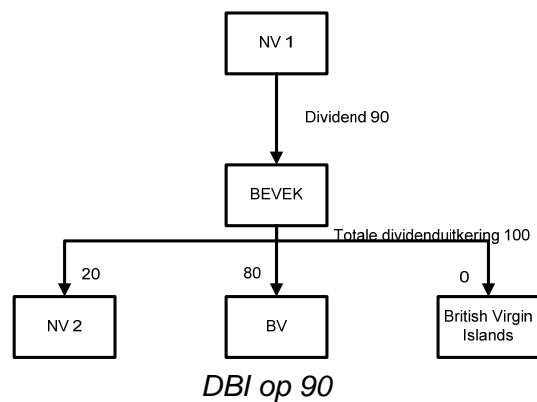 NV 1
Dividend 90
BEVEK
Totale dividenduitkering 100
20
80
0
NV 2
BV
British Virgin
Islands
DBI op 90